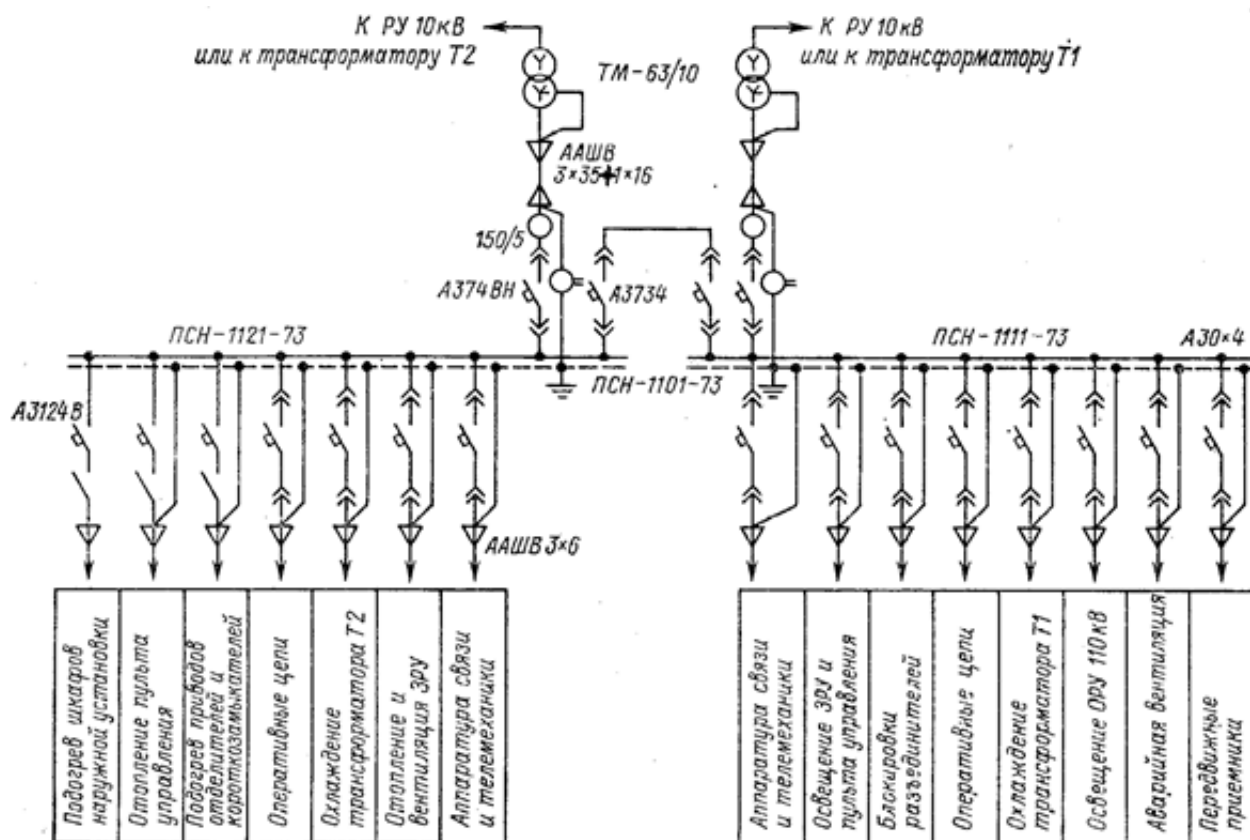 К РУ 10кВ
или к трансформатору Т2
К РУ 10кВ
или к трансформатору Т1
ТМ-63/10
ААШВ
3×35+1×16
150/5
А374ВН
А3734
ПСН-1121-73
ПСН-1111-73
А30×4
ПСН-1101-73
А3124В
ААШВ 3×6
Подогрев шкафов
наружной установки
Отопление пульта
управления
Подогрев приводов
отделителей и
короткозамыкателей
Оперативные цепи
Охлаждение
трансформатора Т2
Отопление и
вентиляция ЗРУ
Аппаратура связи
и телемеханики
Аппаратура связи
и телемеханики
Освещение ЗРУ и
пульта управления
Блокировки
разъединителей
Оперативные цепи
Охлаждение
трансформатора Т1
Освещение ОРУ 110кВ
Аварийная вентиляция
Передвижные
приемники